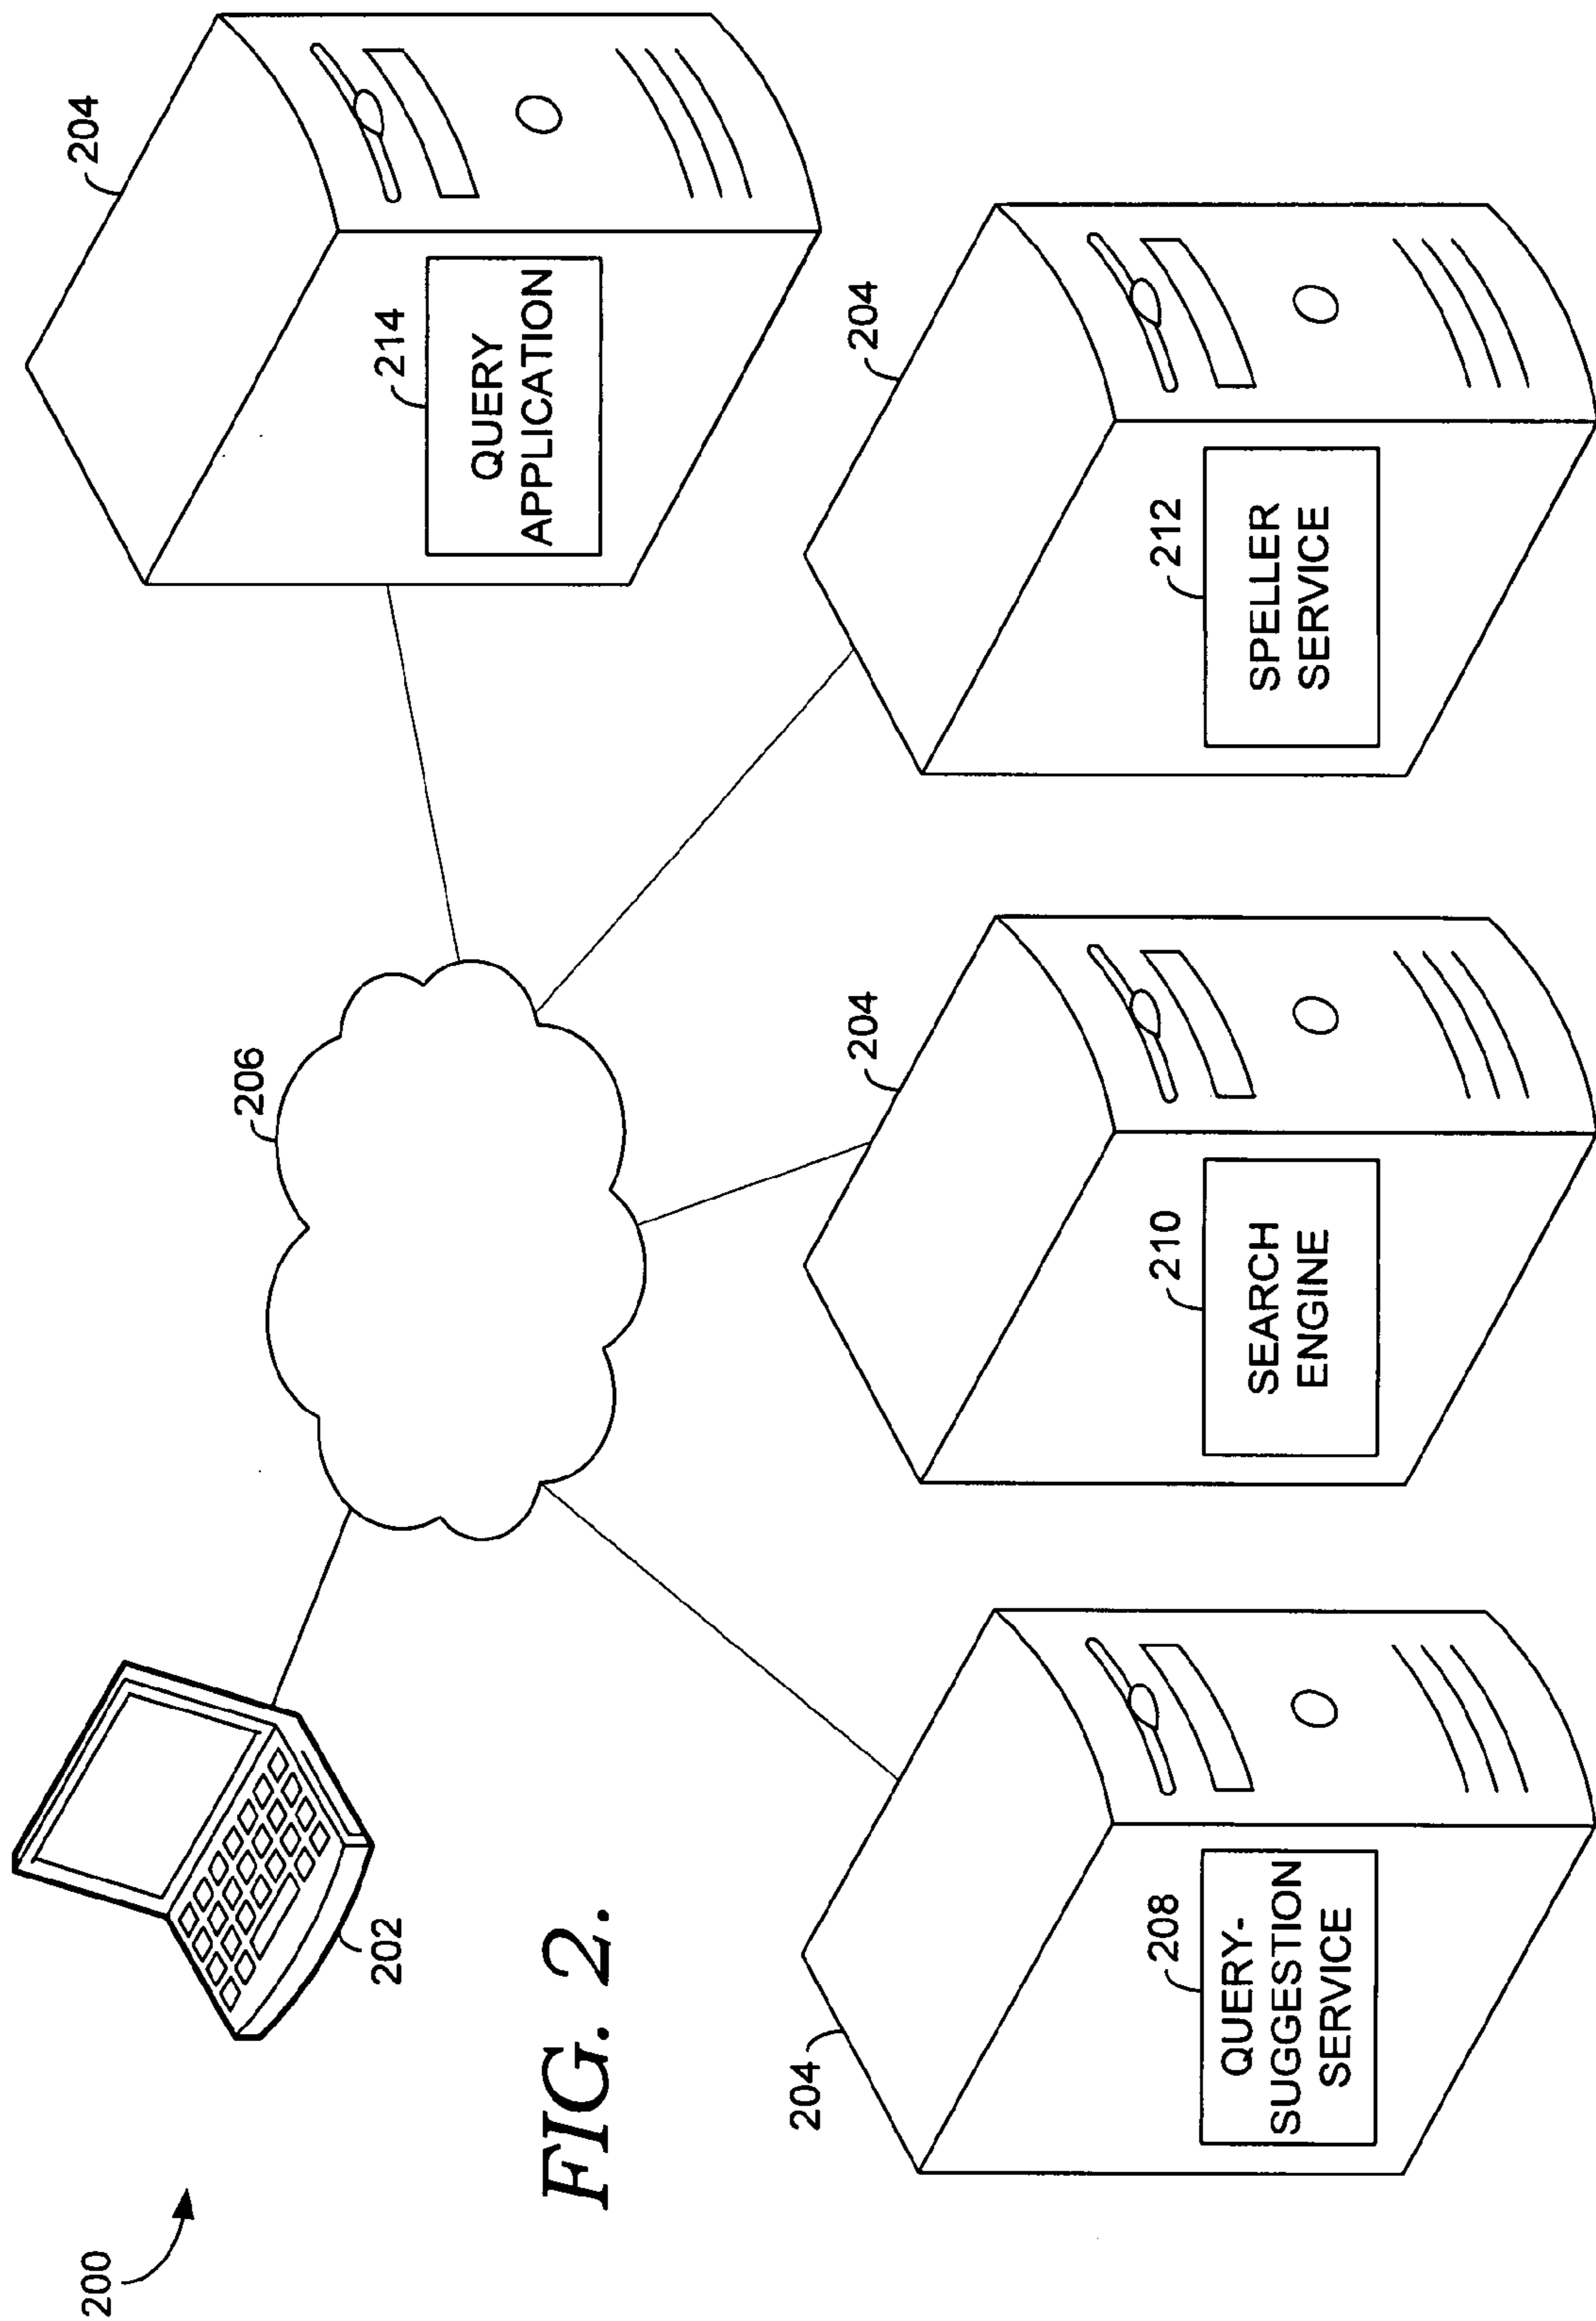 200
202
206
204
214
QUERY
APPLICATION
FIG. 2.
204
208
QUERY-
SUGGESTION
SERVICE
204
210
SEARCH
ENGINE
204
212
SPELLER
SERVICE